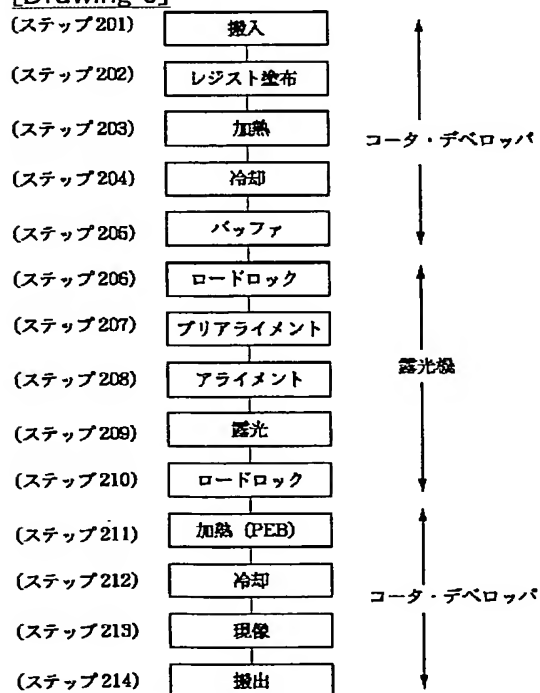 [Drawing 6]
(ステップ201) 搬入
(ステップ202) レジスト塗布
(ステップ203) 加熱
コータ・デベロッパ
(ステップ204) 冷却
(ステップ205) バッファ
(ステップ206) ロードロック
(ステップ207) プリアライメント
(ステップ208) アライメント
露光機
(ステップ209) 露光
(ステップ210) ロードロック
(ステップ211) 加熱 (PEB)
(ステップ212) 冷却
コータ・デベロッパ
(ステップ213) 現像
(ステップ214) 搬出